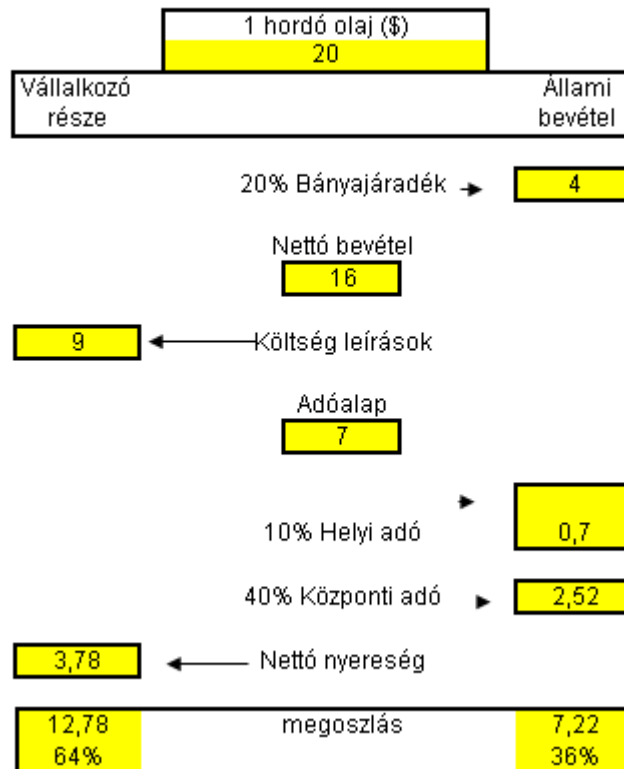 1 hordó olaj ($)
20
Vállalkozó része
Állami bevétel
20% Bányajáradék
4
Nettó bevétel
16
9
Költség leírások
Adóalap
7
10% Helyi adó
0,7
40% Központi adó
2,52
3,78
Nettó nyereség
12,78
megoszlás
7,22
64%
36%